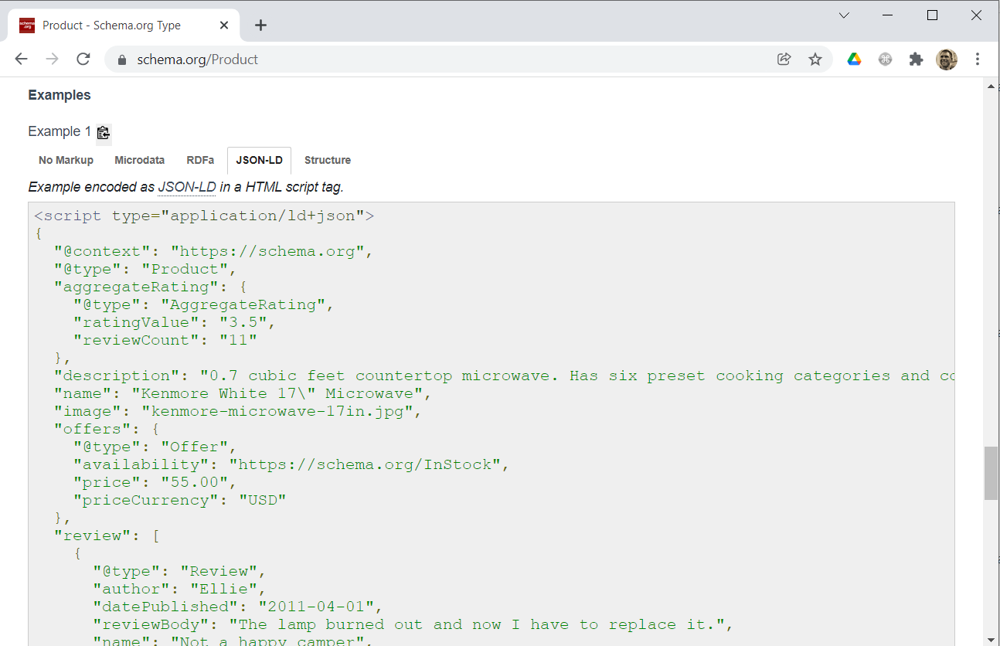 schema.org
Product - Schema.org Type
schema.org/Product
Examples
Example 1
No Markup Microdata RDFa JSON-LD Structure
Example encoded as JSON-LD in a HTML script tag.
<script type="application/ld+json">
{
  "@context": "https://schema.org",
  "@type": "Product",
  "aggregateRating": {
    "@type": "AggregateRating",
    "ratingValue": "3.5",
    "reviewCount": "11"
  },
  "description": "0.7 cubic feet countertop microwave. Has six preset cooking categories and co
  "name": "Kenmore White 17\" Microwave",
  "image": "kenmore-microwave-17in.jpg",
  "offers": {
    "@type": "Offer",
    "availability": "https://schema.org/InStock",
    "price": "55.00",
    "priceCurrency": "USD"
  },
  "review": [
    {
      "@type": "Review",
      "author": "Ellie",
      "datePublished": "2011-04-01",
      "reviewBody": "The lamp burned out and now I have to replace it.",
      "name": "Not a happy camper",